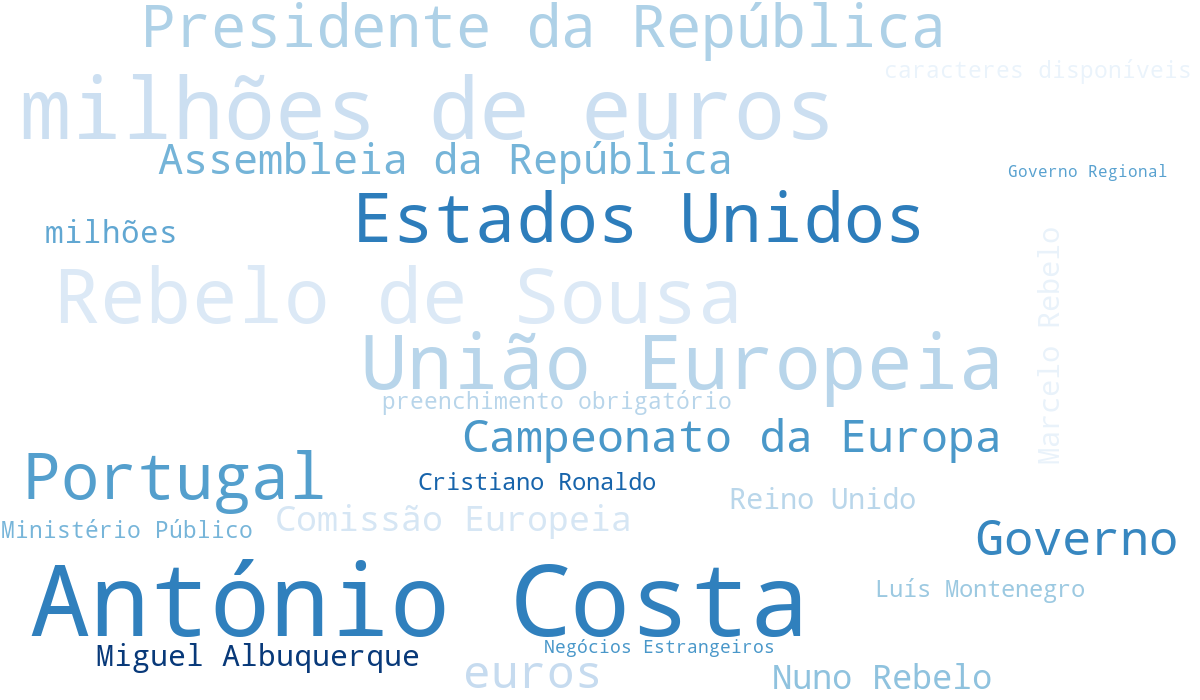 Presidente da República
caracteres disponíveis
milhões de euros
Assembleia da República
Governo Regional
Estados Unidos
milhões
Marcelo Rebelo
Rebelo de Sousa
União Europeia
preenchimento obrigatório
Campeonato da Europa
Portugal
Cristiano Ronaldo
Reino Unido
Comissão Europeia
Ministério Público
Governo
António Costa
Luís Montenegro
Negócios Estrangeiros
Miguel Albuquerque
euros
Nuno Rebelo